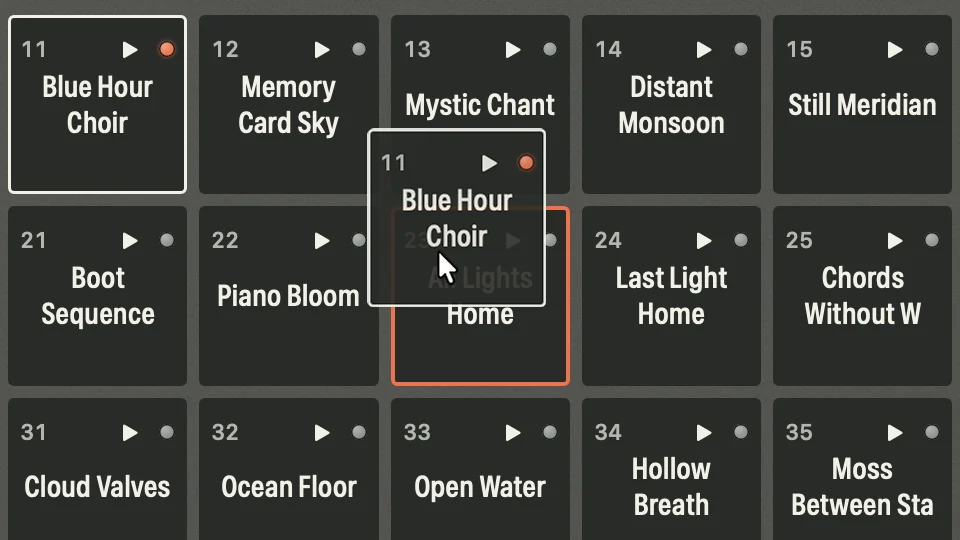 11
Blue Hour
Choir
12
Memory
Card Sky
13
Mystic Chant
14
Distant
Monsoon
15
Still Meridian
11
Blue Hour
Choir
21
Boot
Sequence
22
Piano Bloom
23
Lights
Home
24
Last Light
Home
25
Chords
Without W
31
Cloud Valves
32
Ocean Floor
33
Open Water
34
Hollow
Breath
35
Moss
Between Sta